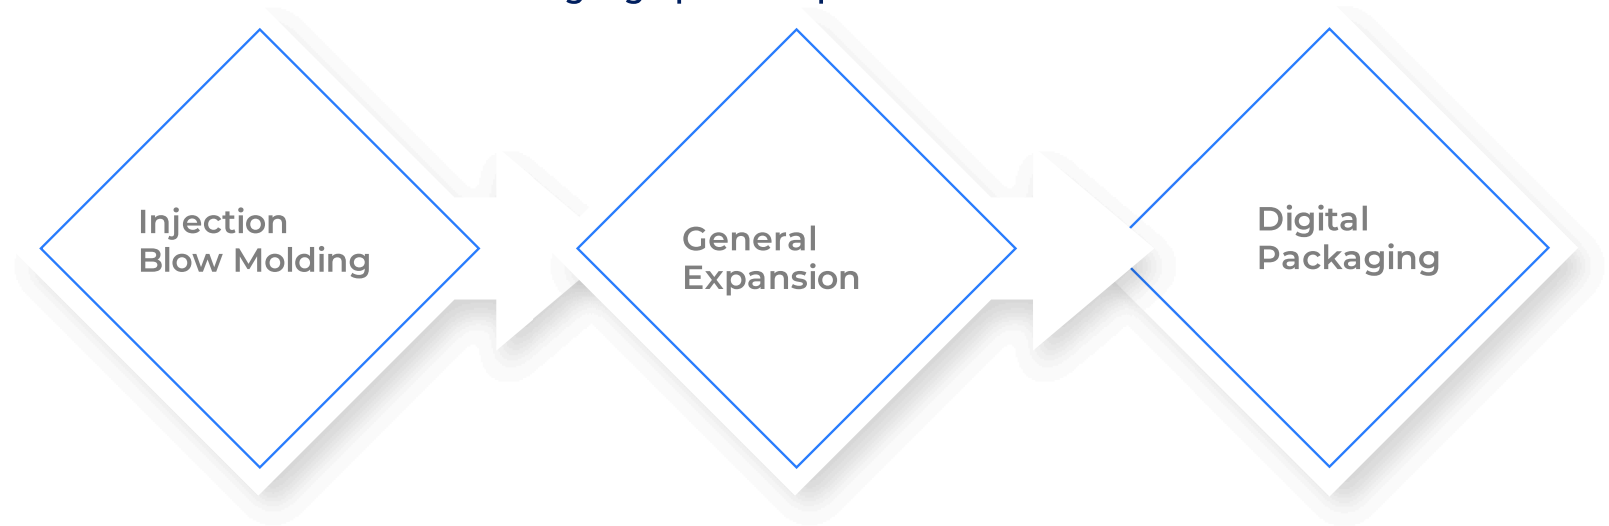 Injection
Blow Molding
General
Expansion
Digital
Packaging